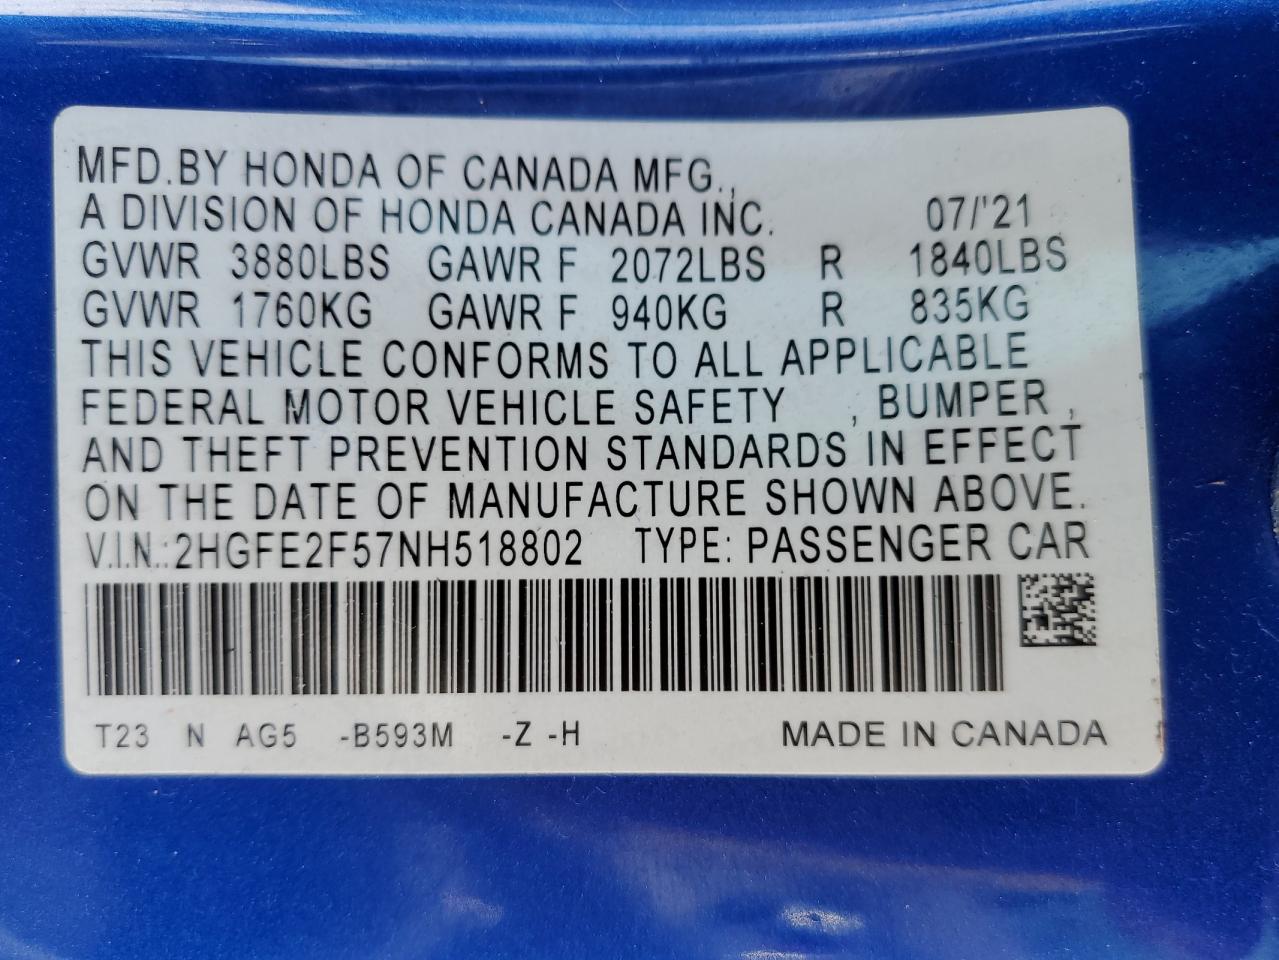 MFD.BY HONDA OF CANADA MFG.,
A DIVISION OF HONDA CANADA INC. 07/'21
GVWR 3880LBS GAWR F 2072LBS R 1840LBS
GVWR 1760KG GAWR F 940KG R 835KG
THIS VEHICLE CONFORMS TO ALL APPLICABLE
FEDERAL MOTOR VEHICLE SAFETY , BUMPER ,
AND THEFT PREVENTION STANDARDS IN EFFECT
ON THE DATE OF MANUFACTURE SHOWN ABOVE.
V.I.N.:2HGFE2F57NH518802 TYPE: PASSENGER CAR
T23 N AG5 -B593M -Z -H MADE IN CANADA